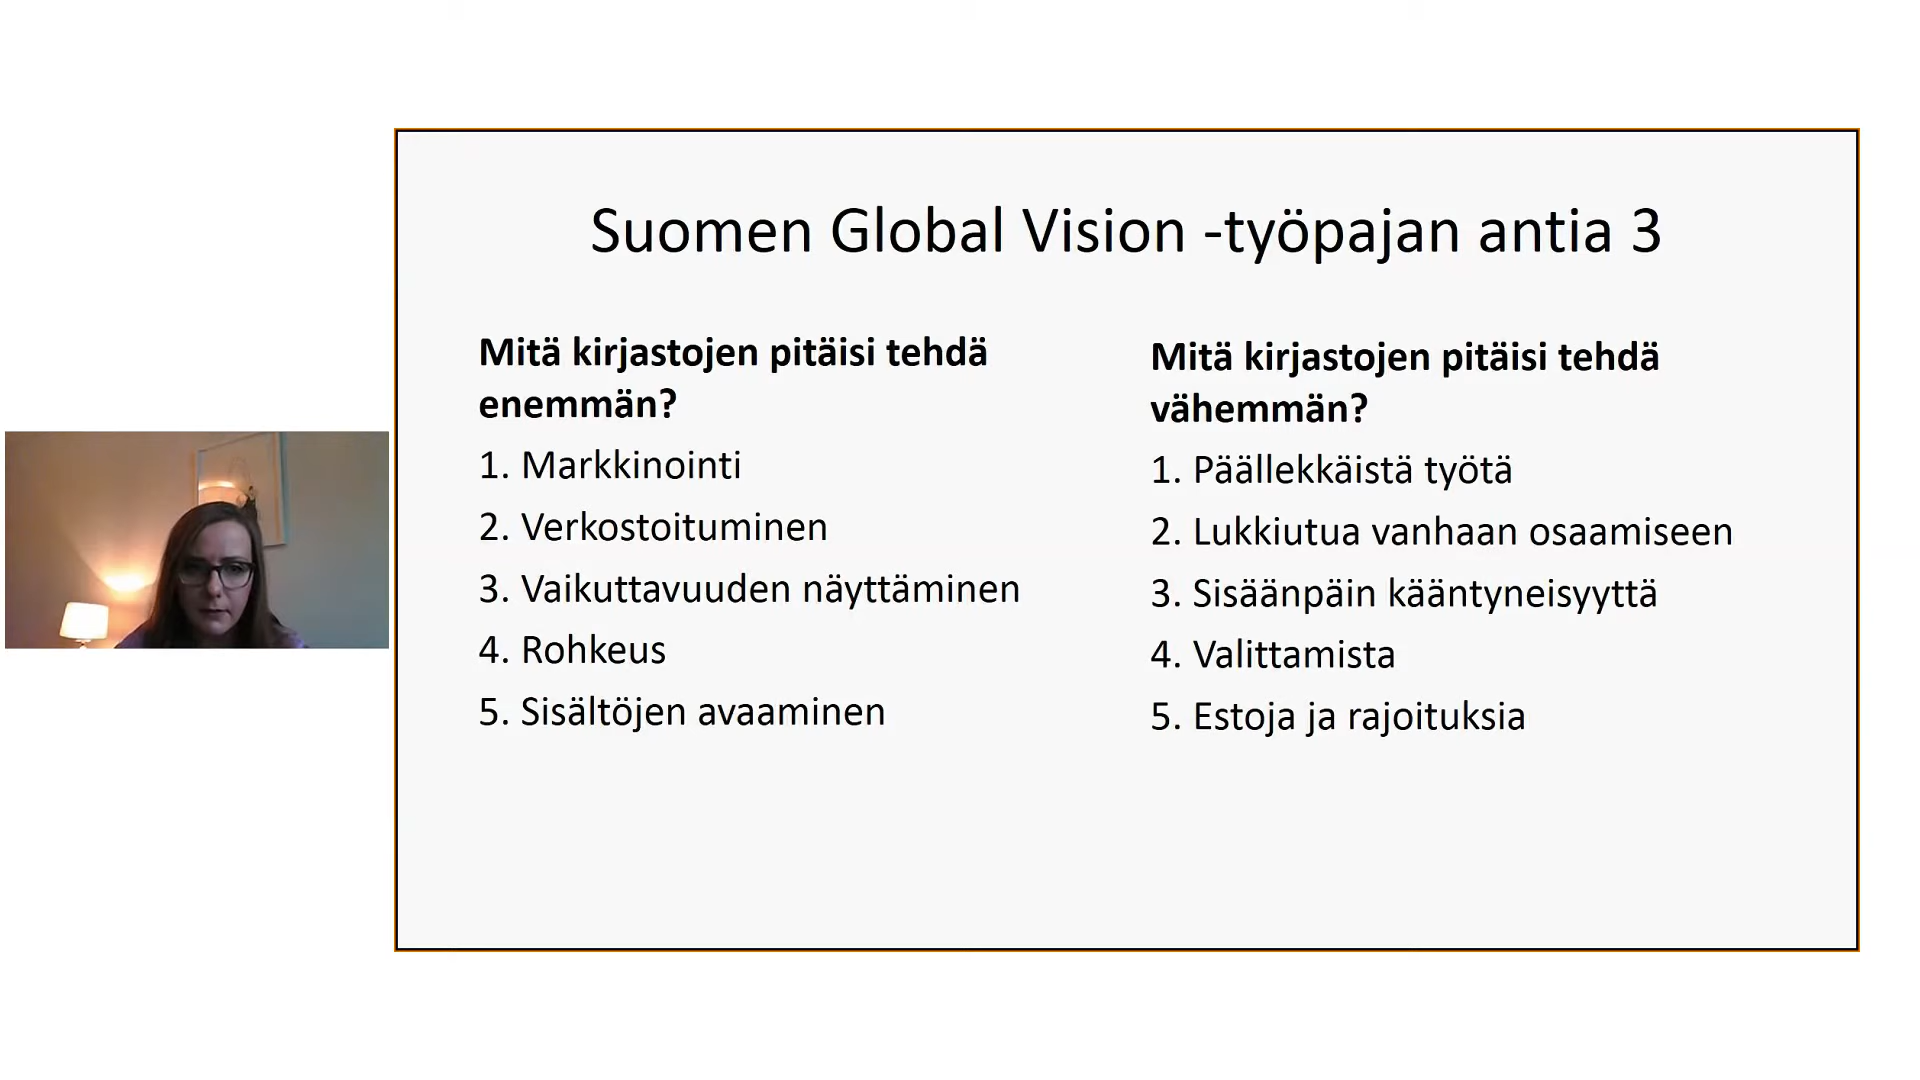 Suomen Global Vision -työpajan antia 3
Mitä kirjastojen pitäisi tehdä
enemmän?
1. Markkinointi
2. Verkostoituminen
3. Vaikuttavuuden näyttäminen
4. Rohkeus
5. Sisältöjen avaaminen
Mitä kirjastojen pitäisi tehdä
vähemmän?
1. Päällekkäistä työtä
2. Lukkiutua vanhaan osaamiseen
3. Sisäänpäin kääntyneisyyttä
4. Valittamista
5. Estoja ja rajoituksia